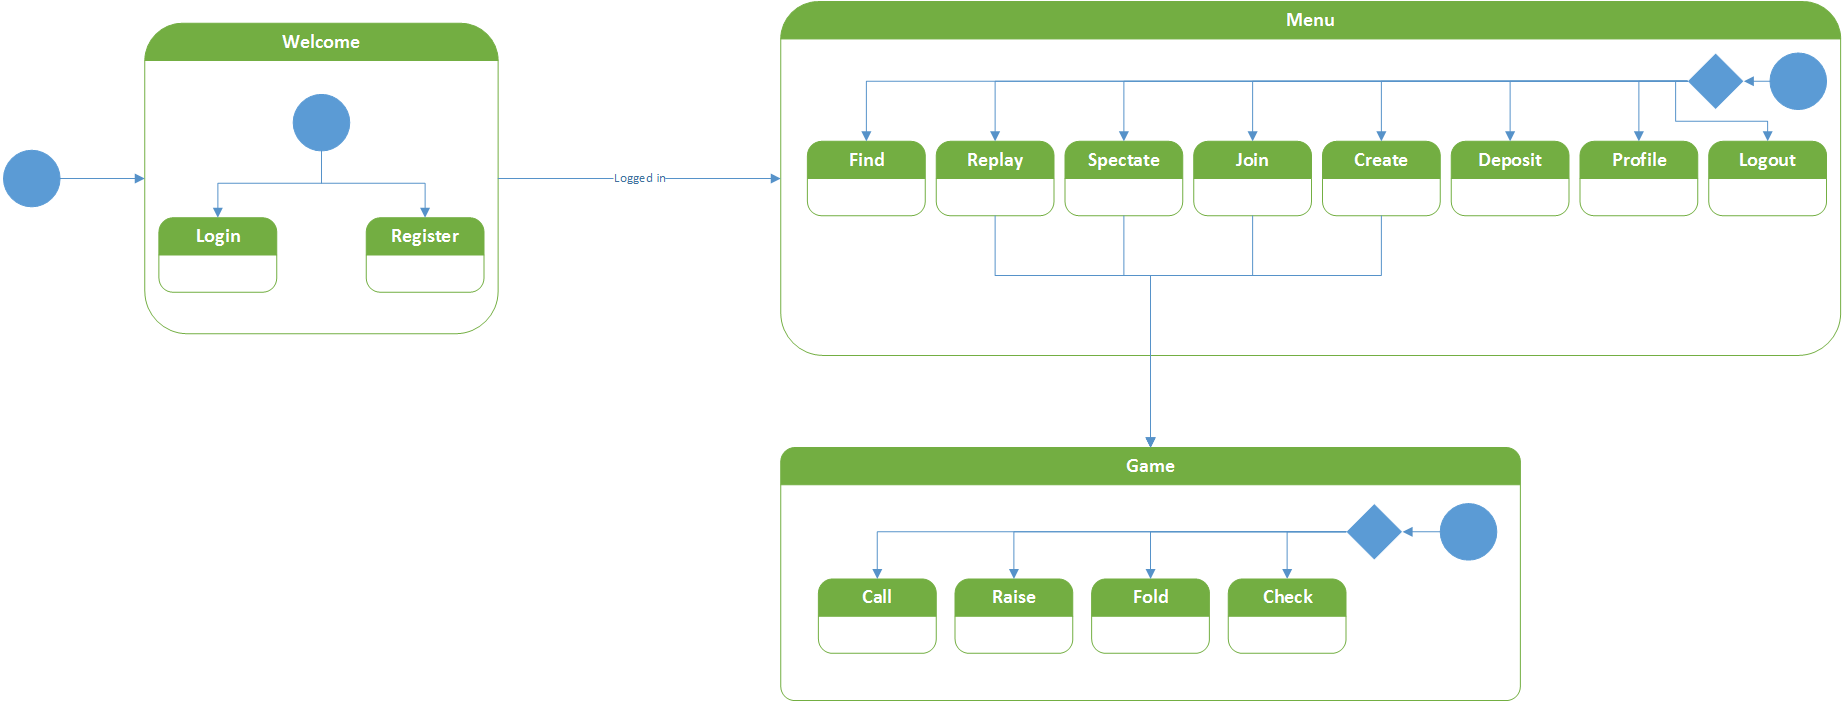 Welcome
Login
Register
Logged in
Menu
Find
Replay
Spectate
Join
Create
Deposit
Profile
Logout
Game
Call
Raise
Fold
Check